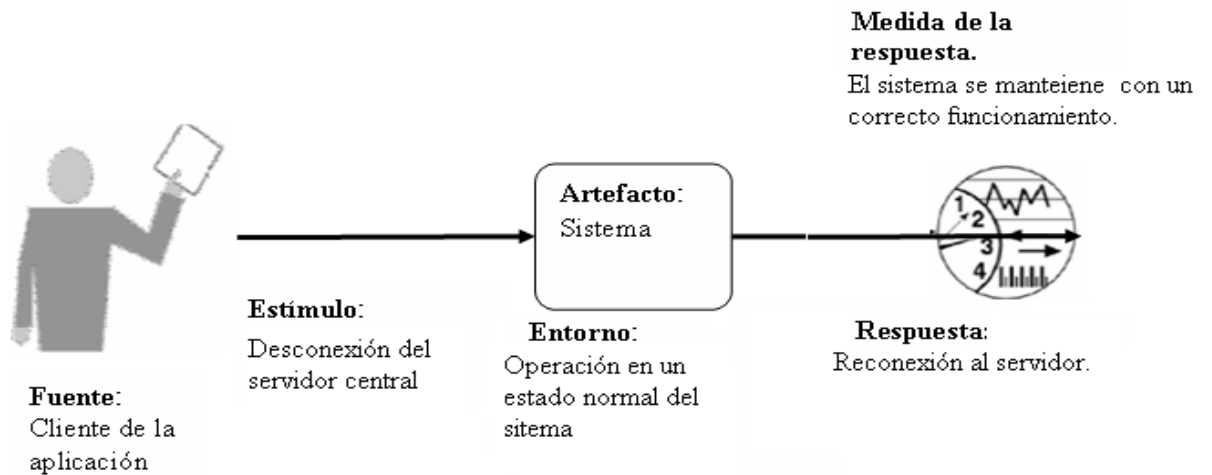 Medida de la
respuesta.
El sistema se manteiene con un
correcto funcionamiento.
Artefacto:
Sistema
1
2
3
4
Estímulo:
Desconexión del
servidor central
Entorno:
Operación en un
estado normal del
sitema
Respuesta:
Reconexión al servidor.
Fuente:
Cliente de la
aplicación